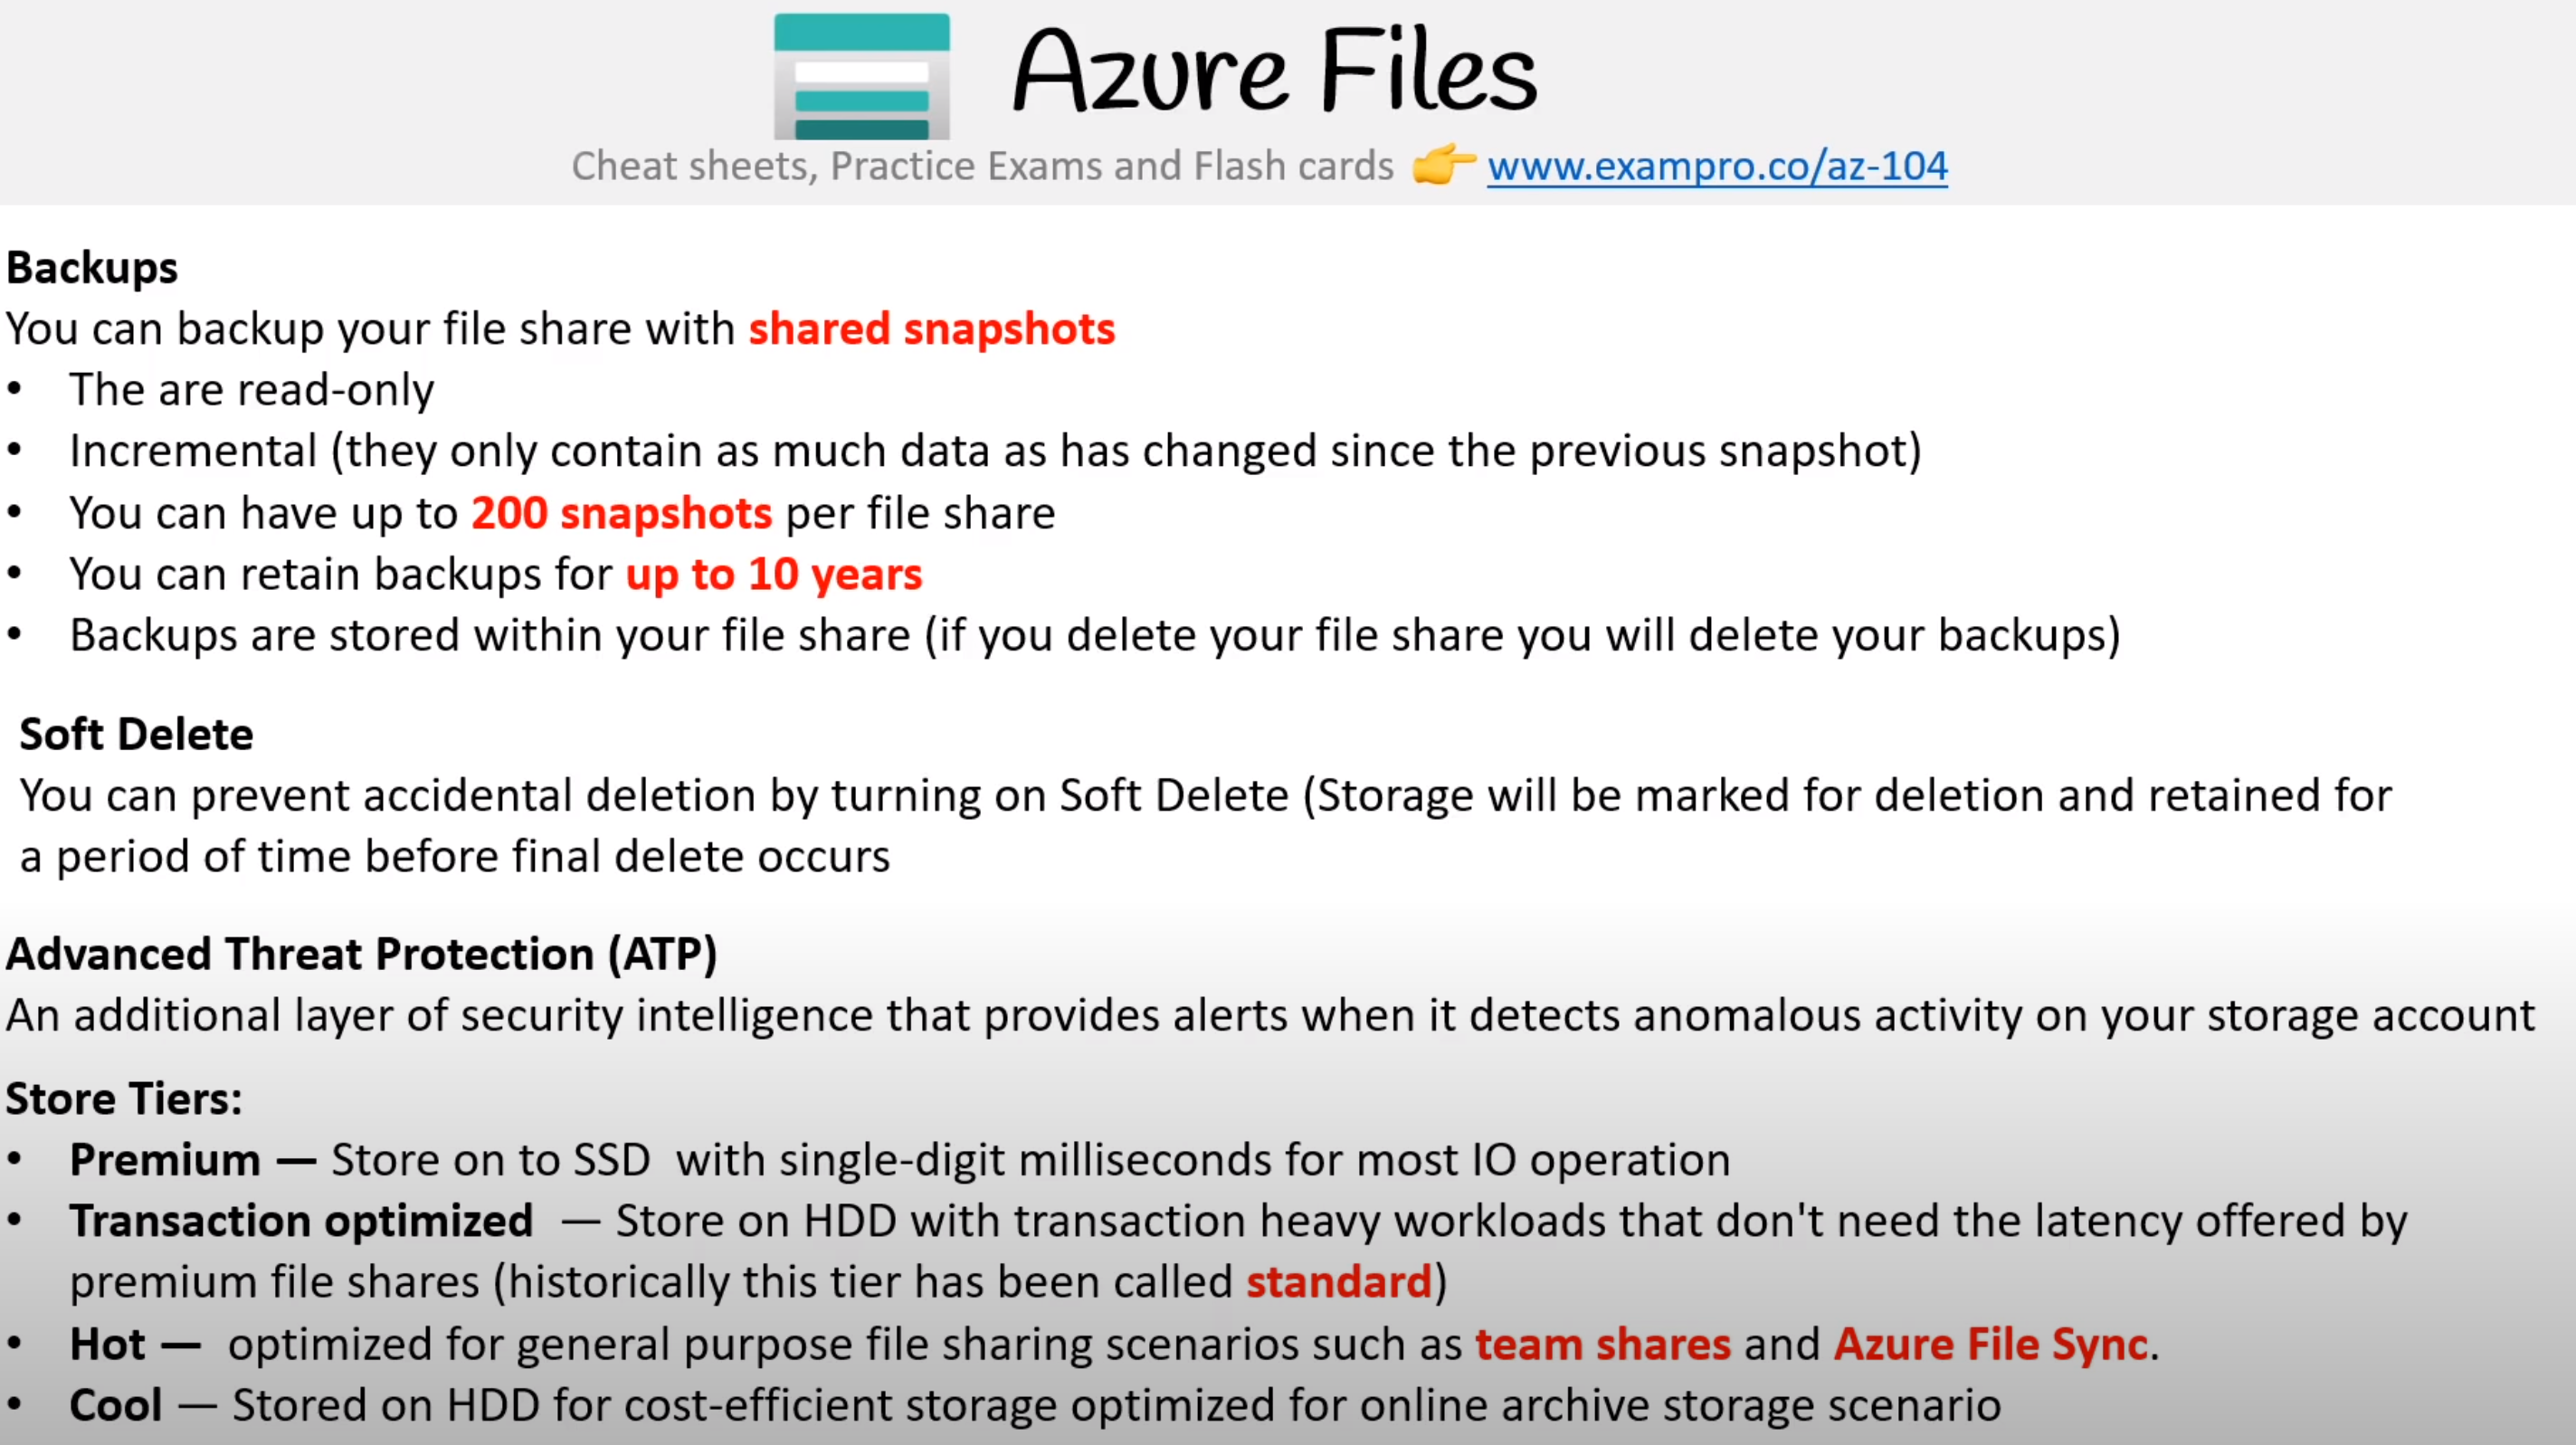 Azure Files
Cheat sheets, Practice Exams and Flash cards 👉 www.exampro.co/az-104
Backups
You can backup your file share with shared snapshots
• The are read-only
• Incremental (they only contain as much data as has changed since the previous snapshot)
• You can have up to 200 snapshots per file share
• You can retain backups for up to 10 years
• Backups are stored within your file share (if you delete your file share you will delete your backups)
Soft Delete
You can prevent accidental deletion by turning on Soft Delete (Storage will be marked for deletion and retained for
a period of time before final delete occurs
Advanced Threat Protection (ATP)
An additional layer of security intelligence that provides alerts when it detects anomalous activity on your storage account
Store Tiers:
• Premium — Store on to SSD with single-digit milliseconds for most IO operation
• Transaction optimized — Store on HDD with transaction heavy workloads that don't need the latency offered by
premium file shares (historically this tier has been called standard)
• Hot — optimized for general purpose file sharing scenarios such as team shares and Azure File Sync.
• Cool — Stored on HDD for cost-efficient storage optimized for online archive storage scenario